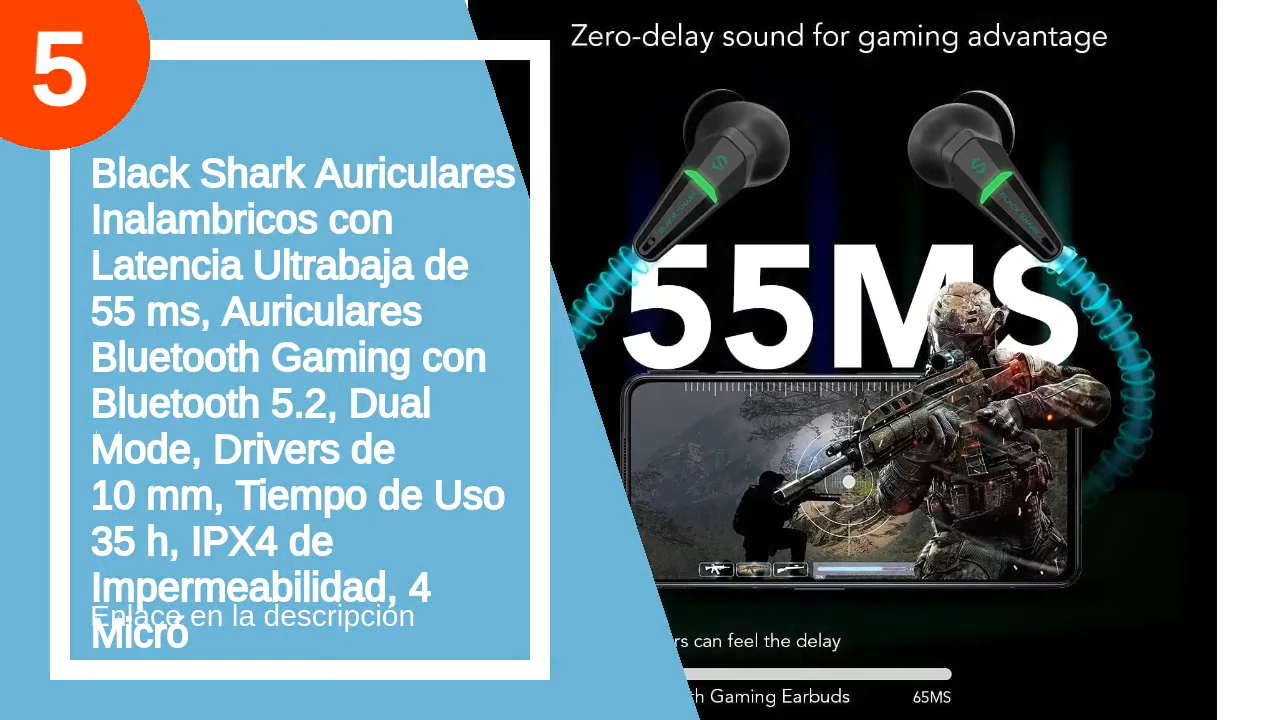 5
Black Shark Auriculares
Inalambricos con
Latencia Ultrabaja de
55 ms, Auriculares
Bluetooth Gaming con
Bluetooth 5.2, Dual
Mode, Drivers de
10 mm, Tiempo de Uso
35 h, IPX4 de
Impermeabilidad, 4
Micró
Enlace en la descripción
Zero-delay sound for gaming advantage
55MS
can feel the delay
Gaming Earbuds 65MS